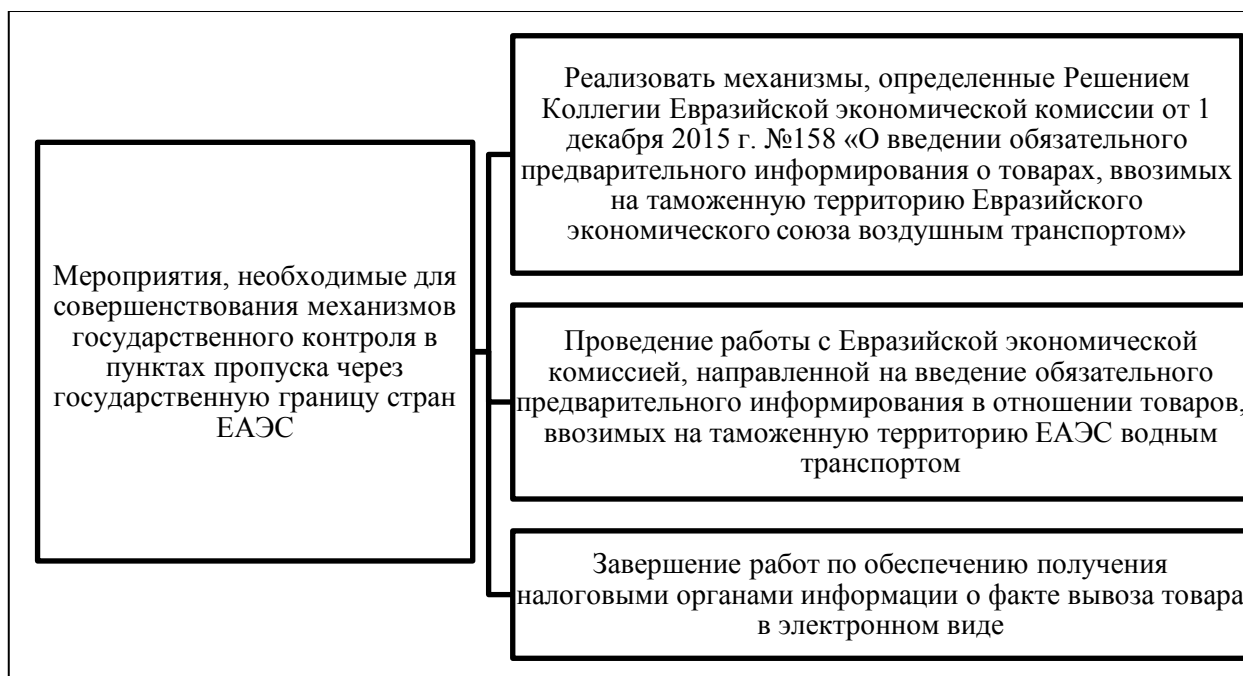 Мероприятия, необходимые для
совершенствования механизмов
государственного контроля в
пунктах пропуска через
государственную границу стран
ЕАЭС
Реализовать механизмы, определенные Решением
Коллегии Евразийской экономической комиссии от 1
декабря 2015 г. №158 «О введении обязательного
предварительного информирования о товарах, ввозимых
на таможенную территорию Евразийского
экономического союза воздушным транспортом»
Проведение работы с Евразийской экономической
комиссией, направленной на введение обязательного
предварительного информирования в отношении товаров,
ввозимых на таможенную территорию ЕАЭС водным
транспортом
Завершение работ по обеспечению получения
налоговыми органами информации о факте вывоза товара
в электронном виде